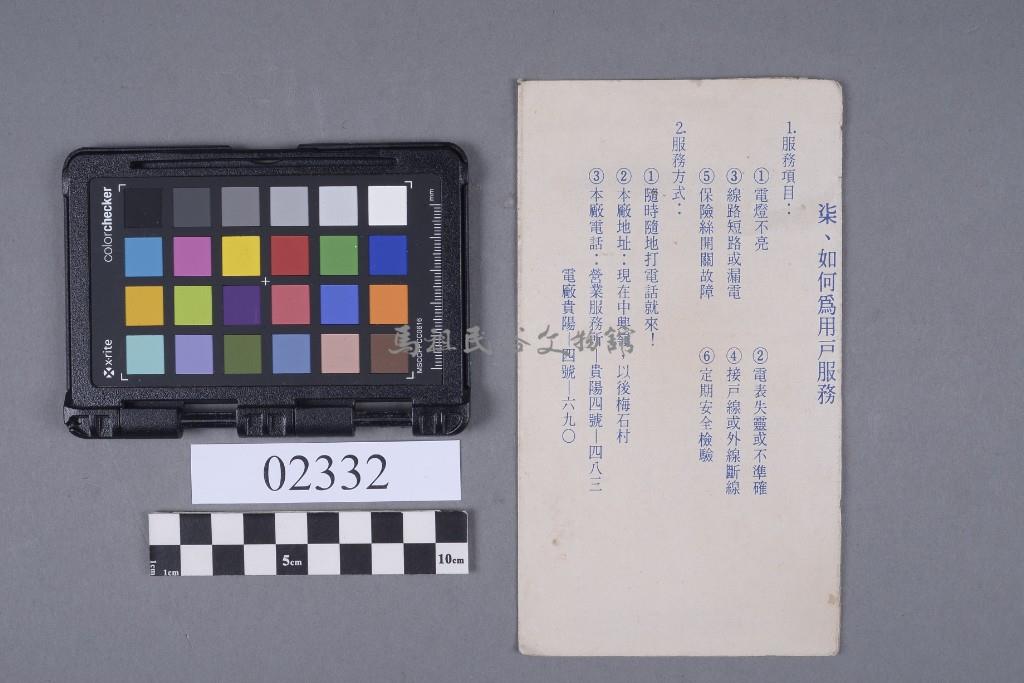 柒、如何爲用戶服務
1.服務項目：
①電燈不亮
②電表失靈或不準確
③線路短路或漏電
④接戶線或外線斷線
⑤保險絲開關故障
⑥定期安全檢驗
2.服務方式：
①隨時隨地打電話就來！
②本廠地址：現在中興嶺，以後梅石村
③本廠電話：營業服務所—貴陽四號—四八三
電廠貴陽—四號—六九〇
colorchecker
x·rite
mm
MSCCPPCC0616
02332
1cm
1cm
5cm
10cm
馬祖民俗文物館